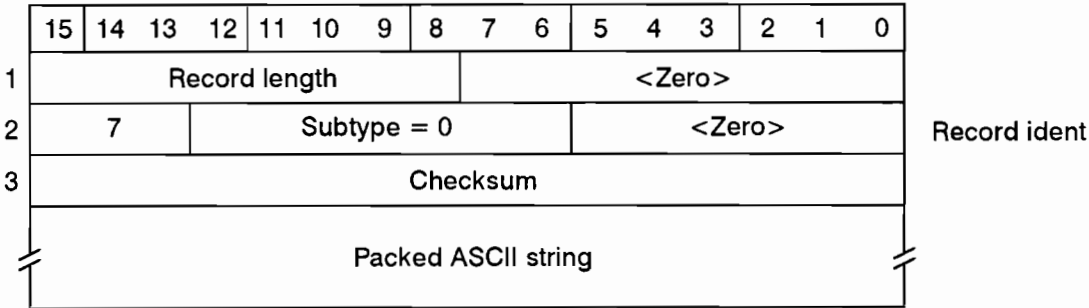 15 14 13 12 11 10 9 8 7 6 5 4 3 2 1 0
1 Record length <Zero>
2 7 Subtype = 0 <Zero> Record ident
3 Checksum
Packed ASCII string